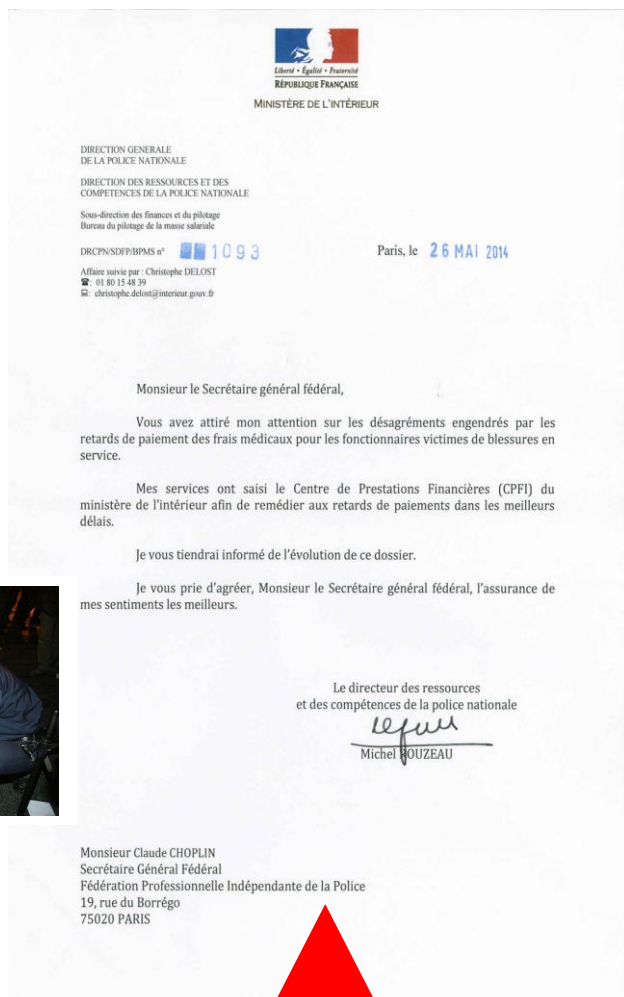 Liberté • Égalité • Fraternité
RÉPUBLIQUE FRANÇAISE
MINISTÈRE DE L'INTÉRIEUR
DIRECTION GENERALE
DE LA POLICE NATIONALE
DIRECTION DES RESSOURCES ET DES
COMPETENCES DE LA POLICE NATIONALE
Sous-direction des finances et du pilotage
Bureau du pilotage de la masse salariale
DRCPN/SDFP/BPMS n° 1093
Paris, le 26 MAI 2014
Affaire suivie par : Christophe DELOST
☎: 01 80 15 48 39
christophe.delost@interieur.gouv.fr
Monsieur le Secrétaire général fédéral,
Vous avez attiré mon attention sur les désagréments engendrés par les
retards de paiement des frais médicaux pour les fonctionnaires victimes de blessures en
service.
Mes services ont saisi le Centre de Prestations Financières (CPFI) du
ministère de l'intérieur afin de remédier aux retards de paiements dans les meilleurs
délais.
Je vous tiendrai informé de l'évolution de ce dossier.
Je vous prie d'agréer, Monsieur le Secrétaire général fédéral, l'assurance de
mes sentiments les meilleurs.
Le directeur des ressources
et des compétences de la police nationale
Michel ROUZEAU
Monsieur Claude CHOPLIN
Secrétaire Général Fédéral
Fédération Professionnelle Indépendante de la Police
19, rue du Borrégo
75020 PARIS